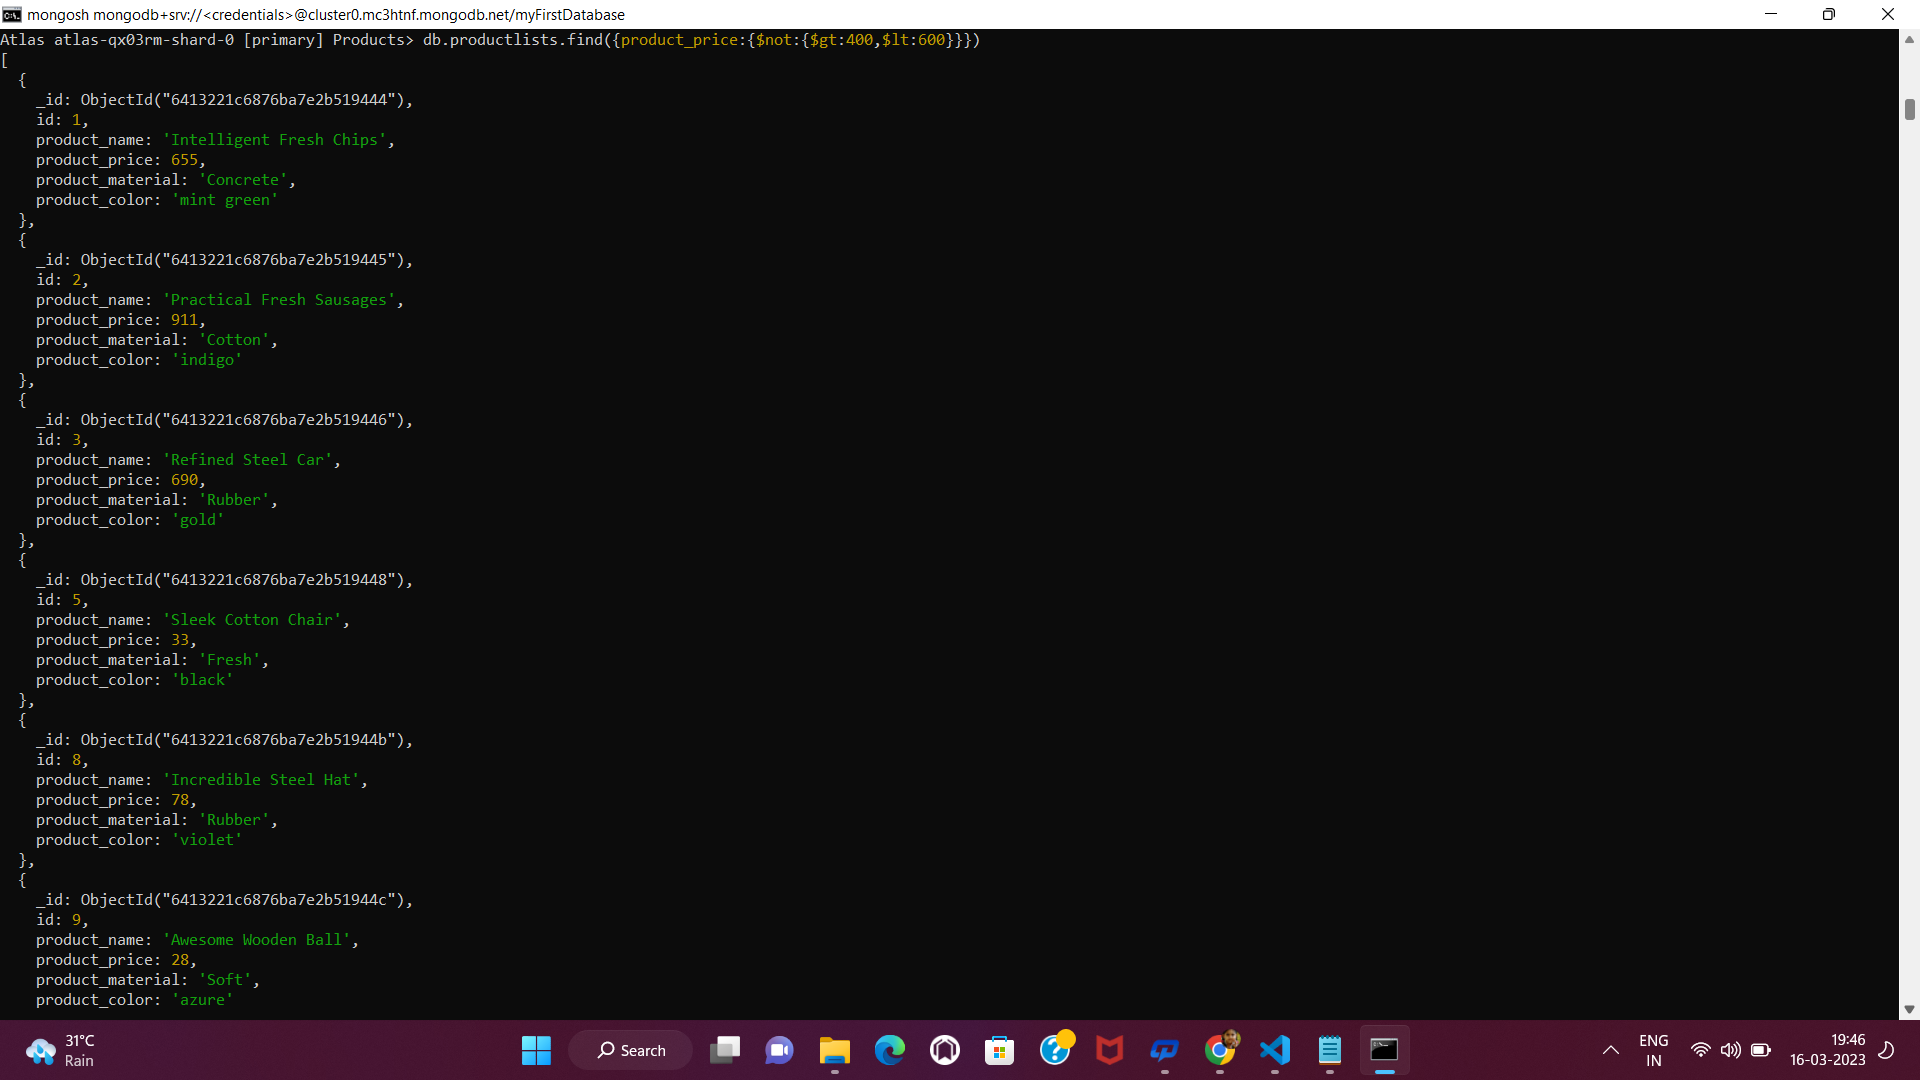 mongosh mongodb+srv://<credentials>@cluster0.mc3htnf.mongodb.net/myFirstDatabase
Atlas atlas-qx03rm-shard-0 [primary] Products> db.productlists.find({product_price:{$not:{$gt:400,$lt:600}}})
[
  {
    _id: ObjectId("6413221c6876ba7e2b519444"),
    id: 1,
    product_name: 'Intelligent Fresh Chips',
    product_price: 655,
    product_material: 'Concrete',
    product_color: 'mint green'
  },
  {
    _id: ObjectId("6413221c6876ba7e2b519445"),
    id: 2,
    product_name: 'Practical Fresh Sausages',
    product_price: 911,
    product_material: 'Cotton',
    product_color: 'indigo'
  },
  {
    _id: ObjectId("6413221c6876ba7e2b519446"),
    id: 3,
    product_name: 'Refined Steel Car',
    product_price: 690,
    product_material: 'Rubber',
    product_color: 'gold'
  },
  {
    _id: ObjectId("6413221c6876ba7e2b519448"),
    id: 5,
    product_name: 'Sleek Cotton Chair',
    product_price: 33,
    product_material: 'Fresh',
    product_color: 'black'
  },
  {
    _id: ObjectId("6413221c6876ba7e2b51944b"),
    id: 8,
    product_name: 'Incredible Steel Hat',
    product_price: 78,
    product_material: 'Rubber',
    product_color: 'violet'
  },
  {
    _id: ObjectId("6413221c6876ba7e2b51944c"),
    id: 9,
    product_name: 'Awesome Wooden Ball',
    product_price: 28,
    product_material: 'Soft',
    product_color: 'azure'
31°C
Rain
Search
ENG
IN
19:46
16-03-2023